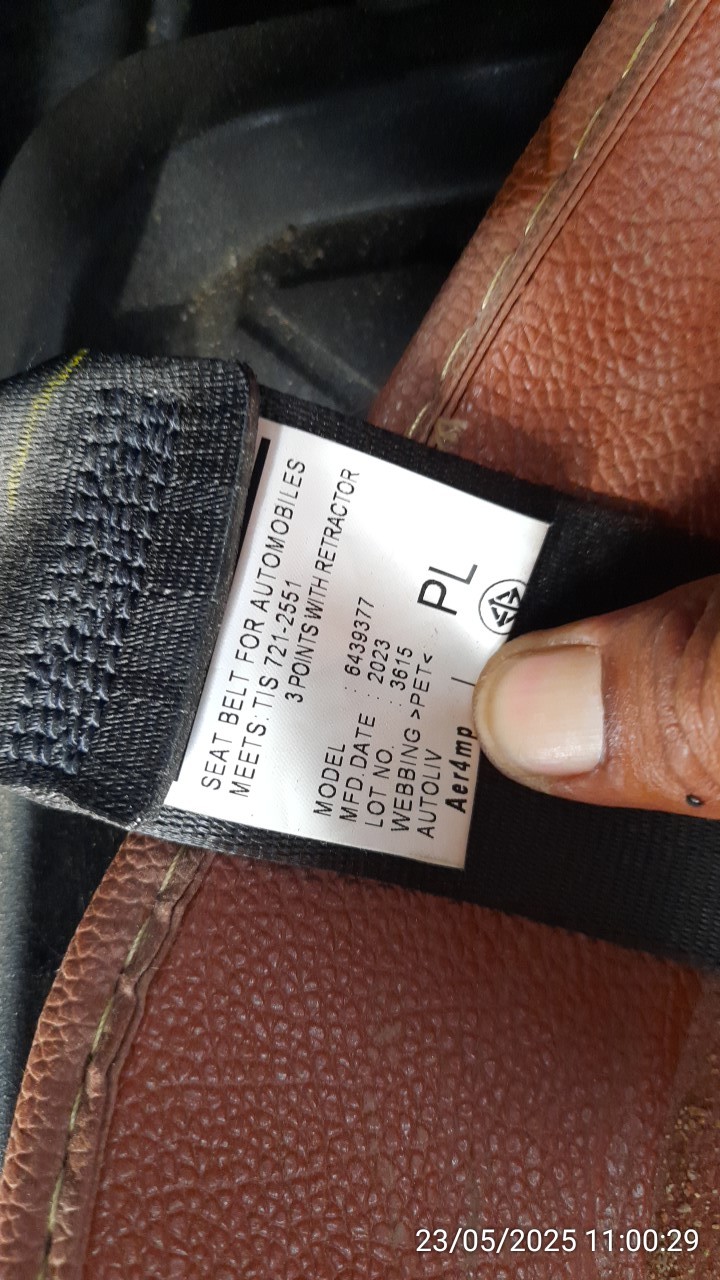 SEAT BELT FOR AUTOMOBILES
MEETS: TIS 721-2551
3 POINTS WITH RETRACTOR
MODEL : 6439377
MFD.DATE : 2023
LOT NO. : 3615
WEBBING >PET<
AUTOLIV
PL
Aer4mp
23/05/2025 11:00:29